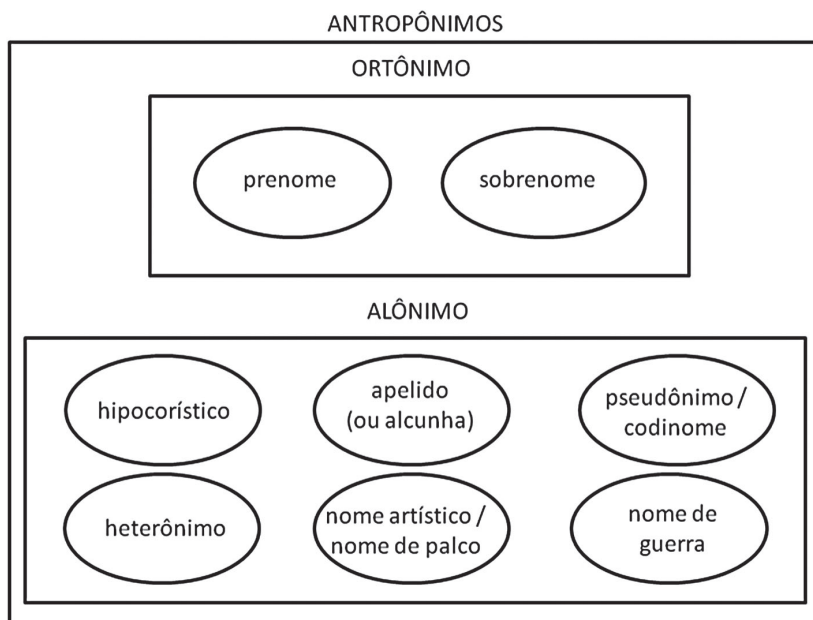 ANTROPÔNIMOS
ORTÔNIMO
prenome
sobrenome
ALÔNIMO
hipocorístico
apelido
(ou alcunha)
pseudônimo /
codinome
heterônimo
nome artístico /
nome de palco
nome de
guerra